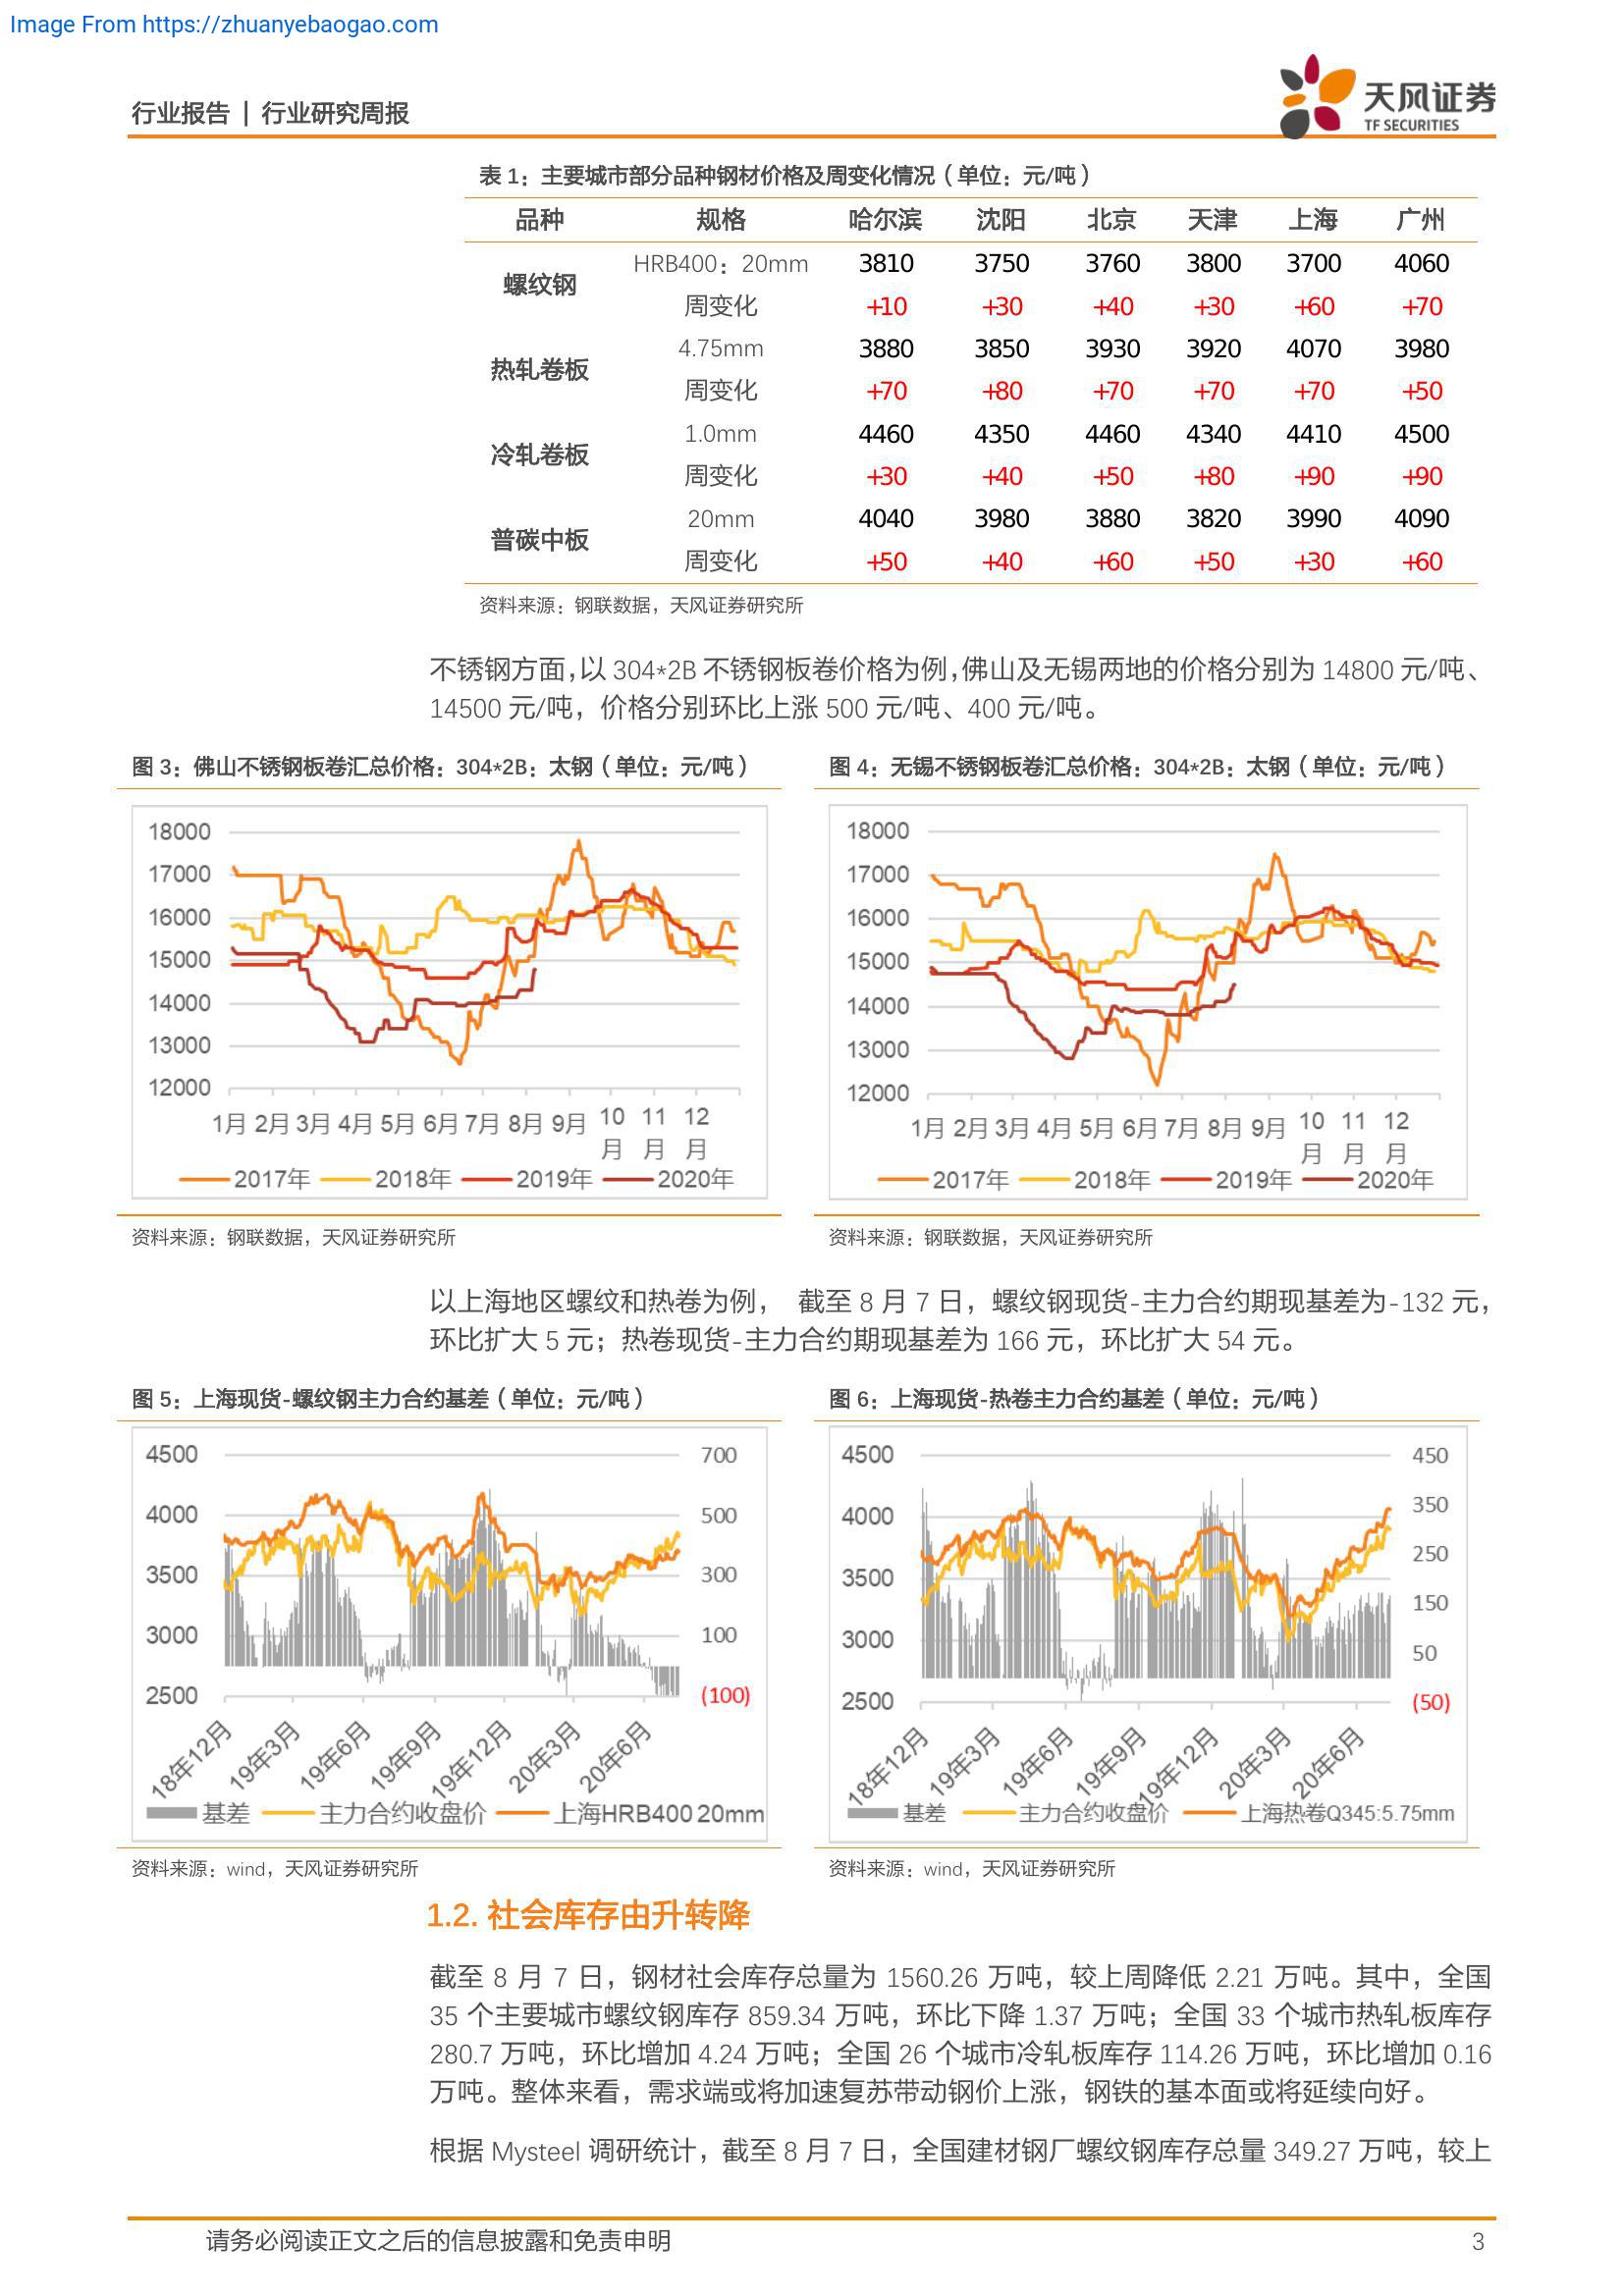 Image From https://zhuanyebaogao.com
行业报告 | 行业研究周报
天风证券
TF SECURITIES
表 1：主要城市部分品种钢材价格及周变化情况（单位：元/吨）
品种 规格 哈尔滨 沈阳 北京 天津 上海 广州
螺纹钢 HRB400：20mm 3810 3750 3760 3800 3700 4060
周变化 +10 +30 +40 +30 +60 +70
热轧卷板 4.75mm 3880 3850 3930 3920 4070 3980
周变化 +70 +80 +70 +70 +70 +50
冷轧卷板 1.0mm 4460 4350 4460 4340 4410 4500
周变化 +30 +40 +50 +80 +90 +90
普碳中板 20mm 4040 3980 3880 3820 3990 4090
周变化 +50 +40 +60 +50 +30 +60
资料来源：钢联数据，天风证券研究所
不锈钢方面，以 304*2B 不锈钢板卷价格为例，佛山及无锡两地的价格分别为 14800 元/吨、
14500 元/吨，价格分别环比上涨 500 元/吨、400 元/吨。
图 3：佛山不锈钢板卷汇总价格：304*2B：太钢（单位：元/吨）
18000
17000
16000
15000
14000
13000
12000
1月 2月 3月 4月 5月 6月 7月 8月 9月 10月 11月 12月
2017年 2018年 2019年 2020年
资料来源：钢联数据，天风证券研究所
图 4：无锡不锈钢板卷汇总价格：304*2B：太钢（单位：元/吨）
18000
17000
16000
15000
14000
13000
12000
1月 2月 3月 4月 5月 6月 7月 8月 9月 10月 11月 12月
2017年 2018年 2019年 2020年
资料来源：钢联数据，天风证券研究所
以上海地区螺纹和热卷为例， 截至 8 月 7 日，螺纹钢现货-主力合约期现基差为-132 元，
环比扩大 5 元；热卷现货-主力合约期现基差为 166 元，环比扩大 54 元。
图 5：上海现货-螺纹钢主力合约基差（单位：元/吨）
4500 700
4000 500
3500 300
3000 100
2500 (100)
18年12月 19年3月 19年6月 19年9月 19年12月 20年3月 20年6月
基差 主力合约收盘价 上海HRB400 20mm
资料来源：wind，天风证券研究所
图 6：上海现货-热卷主力合约基差（单位：元/吨）
4500
4000
3500
3000
2500
450
350
250
150
50
(50)
18年12月 19年3月 19年6月 19年9月 19年12月 20年3月 20年6月
基差 主力合约收盘价 上海热卷Q345:5.75mm
资料来源：wind，天风证券研究所
1.2. 社会库存由升转降
截至 8 月 7 日，钢材社会库存总量为 1560.26 万吨，较上周降低 2.21 万吨。其中，全国
35 个主要城市螺纹钢库存 859.34 万吨，环比下降 1.37 万吨；全国 33 个城市热轧板库存
280.7 万吨，环比增加 4.24 万吨；全国 26 个城市冷轧板库存 114.26 万吨，环比增加 0.16
万吨。整体来看，需求端或将加速复苏带动钢价上涨，钢铁的基本面或将延续向好。
根据 Mysteel 调研统计，截至 8 月 7 日，全国建材钢厂螺纹钢库存总量 349.27 万吨，较上
请务必阅读正文之后的信息披露和免责申明 3